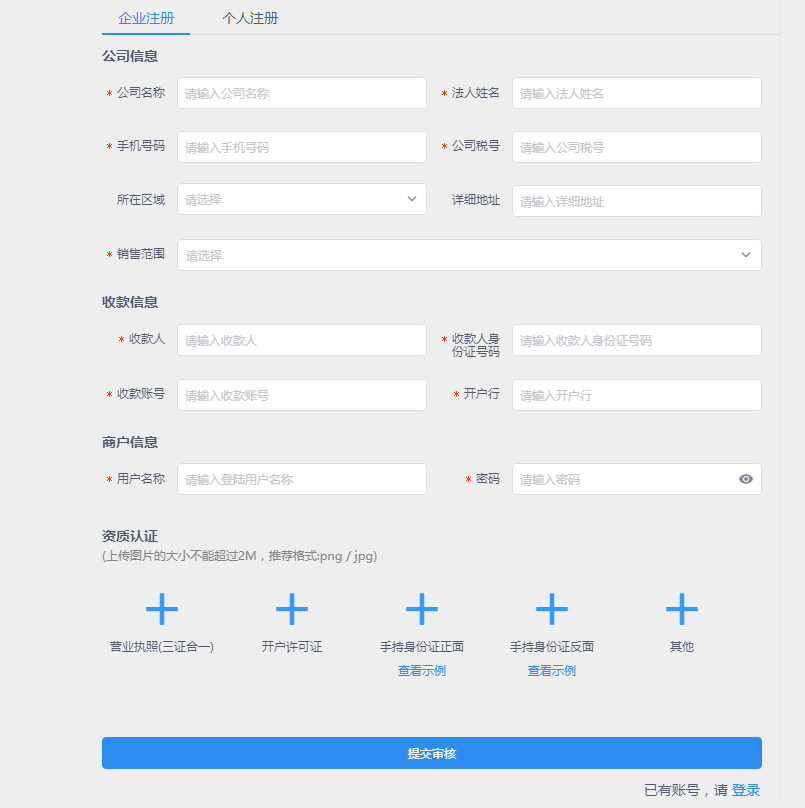 企业注册 个人注册
公司信息
* 公司名称 请输入公司名称 * 法人姓名 请输入法人姓名
* 手机号码 请输入手机号码 * 公司税号 请输入公司税号
所在区域 请选择 详细地址 请输入详细地址
* 销售范围 请选择
收款信息
* 收款人 请输入收款人 * 收款人身份证号码 请输入收款人身份证号码
* 收款账号 请输入收款账号 * 开户行 请输入开户行
商户信息
* 用户名称 请输入登陆用户名称 * 密码 请输入密码
资质认证
(上传图片的大小不能超过2M，推荐格式:png / jpg)
营业执照(三证合一) 开户许可证 手持身份证正面 手持身份证反面 其他
查看示例 查看示例
提交审核
已有账号，请 登录